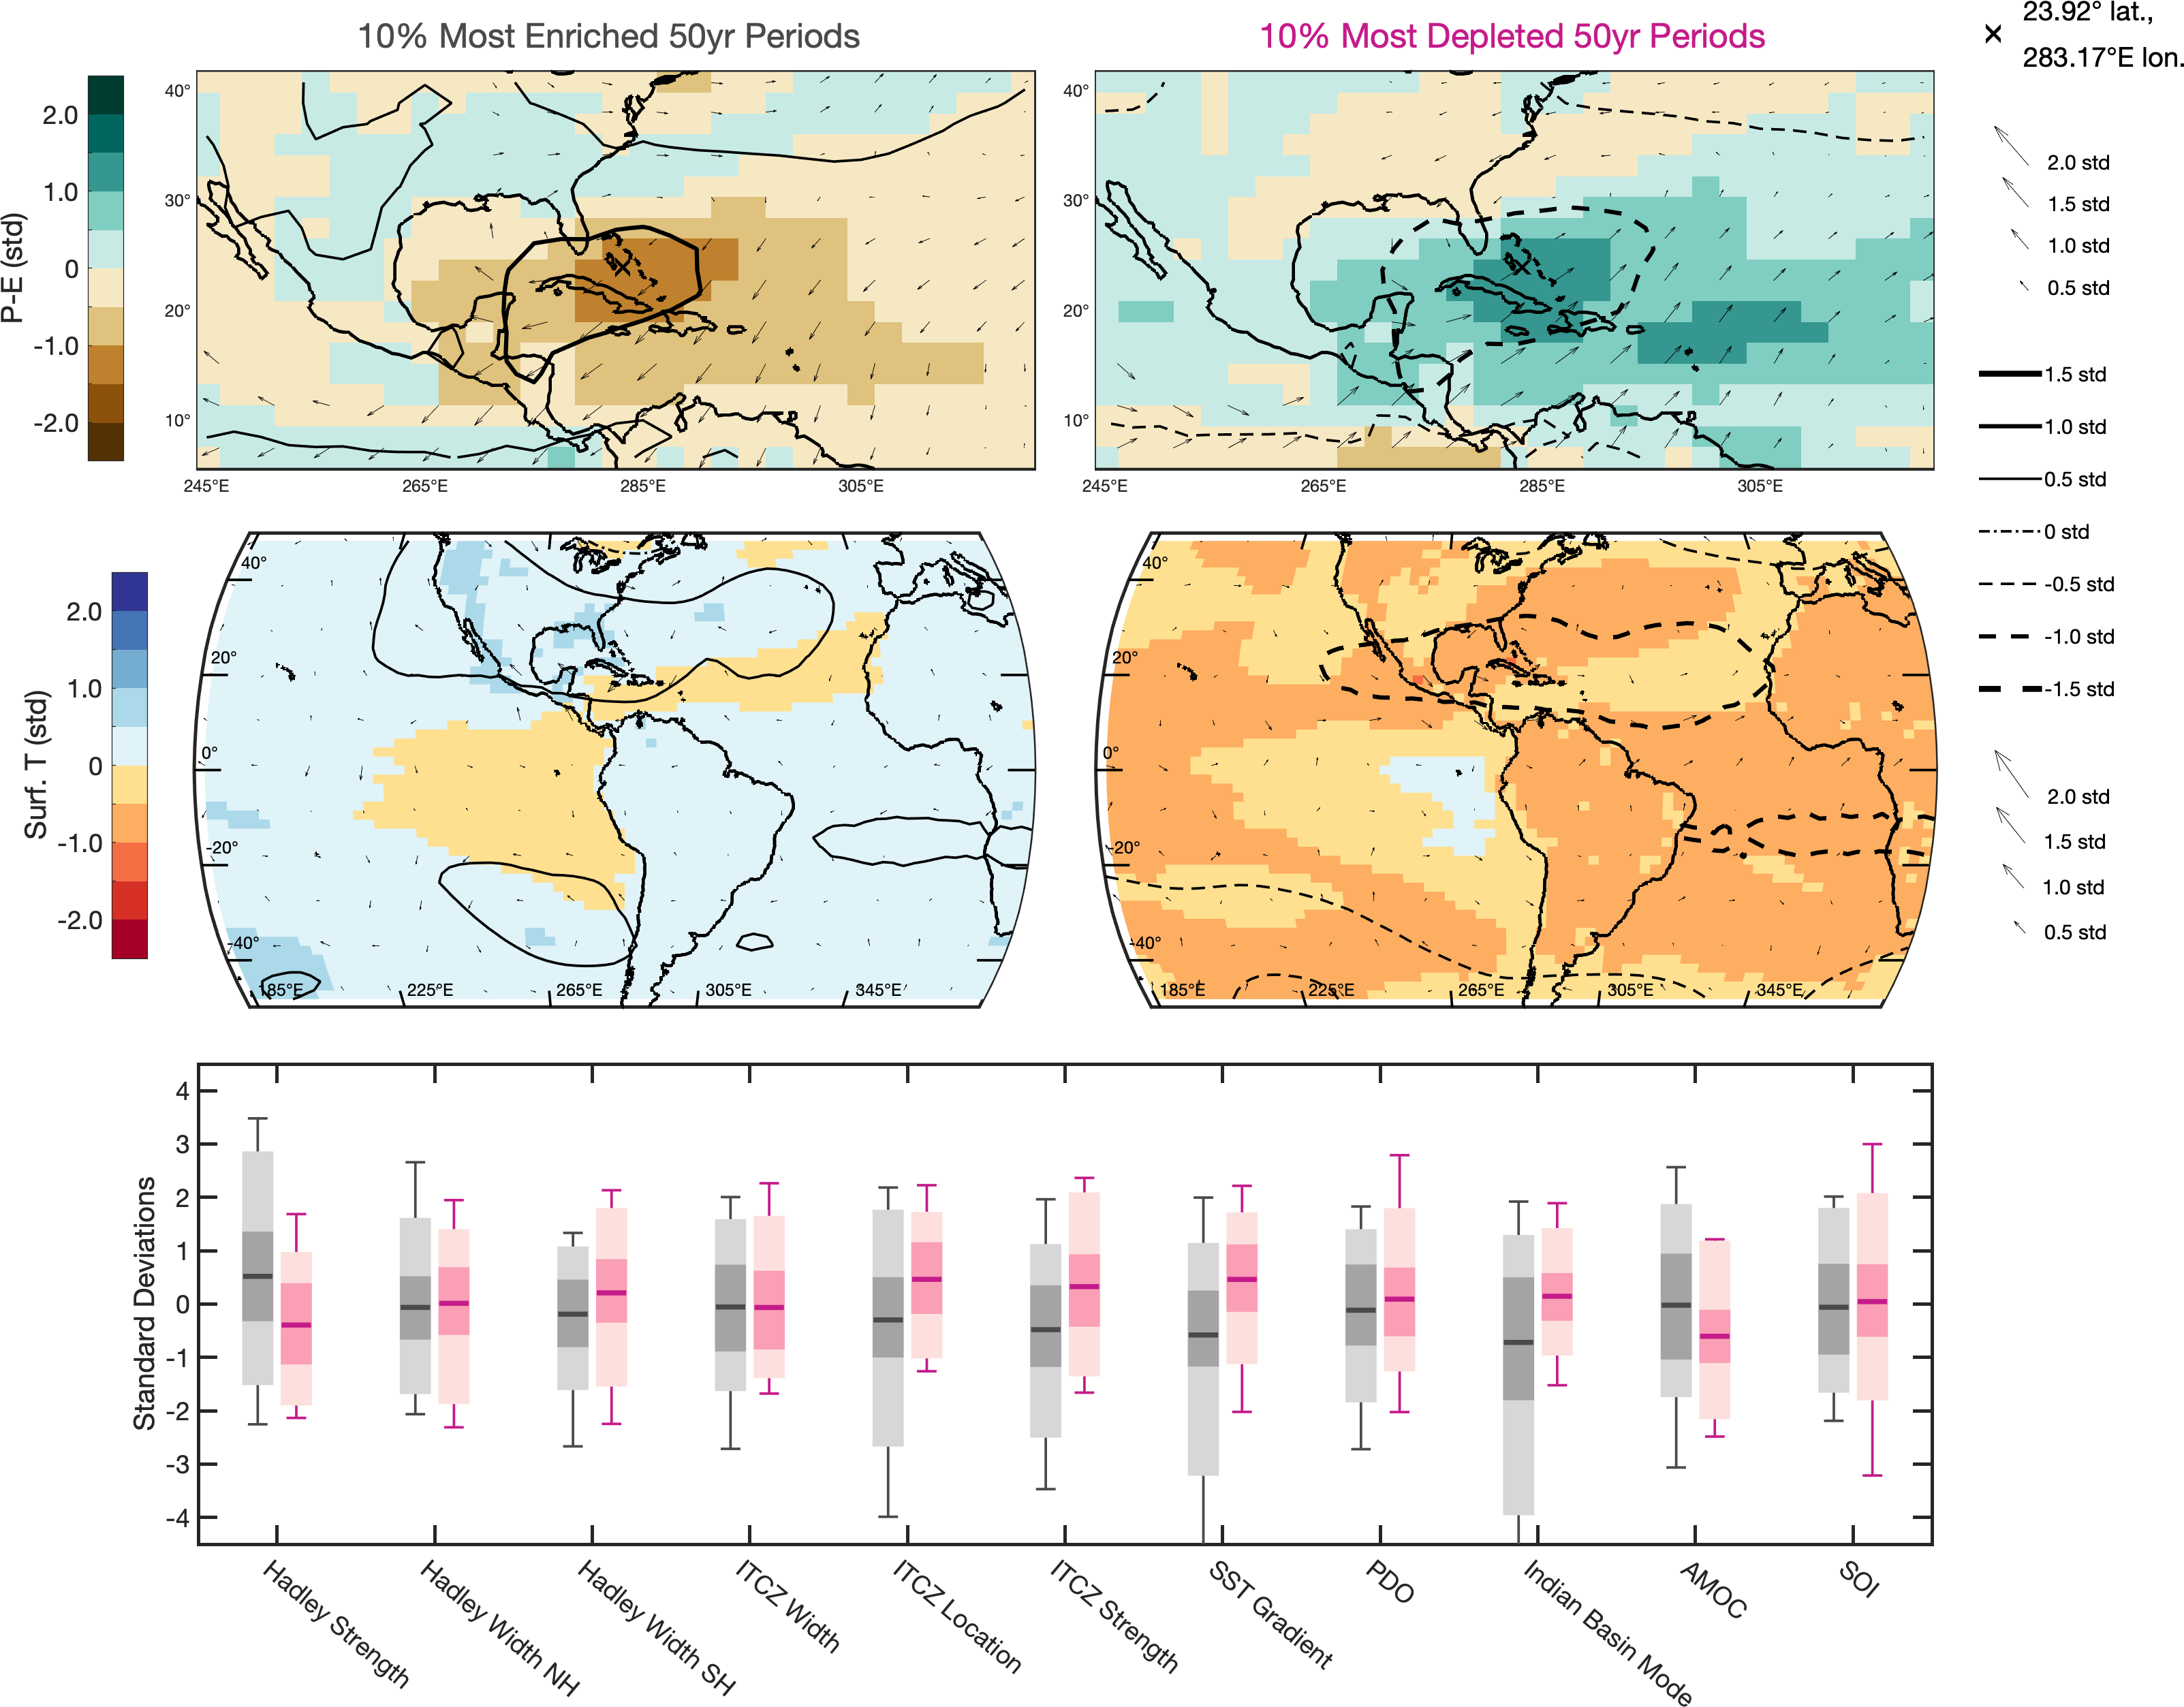 10% Most Enriched 50yr Periods
10% Most Depleted 50yr Periods
23.92° lat.,
283.17°E lon.
P-E (std)
2.0
1.0
0
-1.0
-2.0
40°
30°
20°
10°
245°E
265°E
285°E
305°E
40°
30°
20°
10°
245°E
265°E
285°E
305°E
2.0 std
1.5 std
1.0 std
0.5 std
1.5 std
1.0 std
0.5 std
0 std
-0.5 std
-1.0 std
-1.5 std
2.0 std
1.5 std
1.0 std
0.5 std
Surf. T (std)
2.0
1.0
0
-1.0
-2.0
40°
20°
0°
-20°
-40°
185°E
225°E
265°E
305°E
345°E
40°
20°
0°
-20°
-40°
185°E
225°E
265°E
305°E
345°E
Standard Deviations
4
3
2
1
0
-1
-2
-3
-4
Hadley Strength
Hadley Width NH
Hadley Width SH
ITCZ Width
ITCZ Location
ITCZ Strength
SST Gradient
PDO
Indian Basin Mode
AMOC
SOI